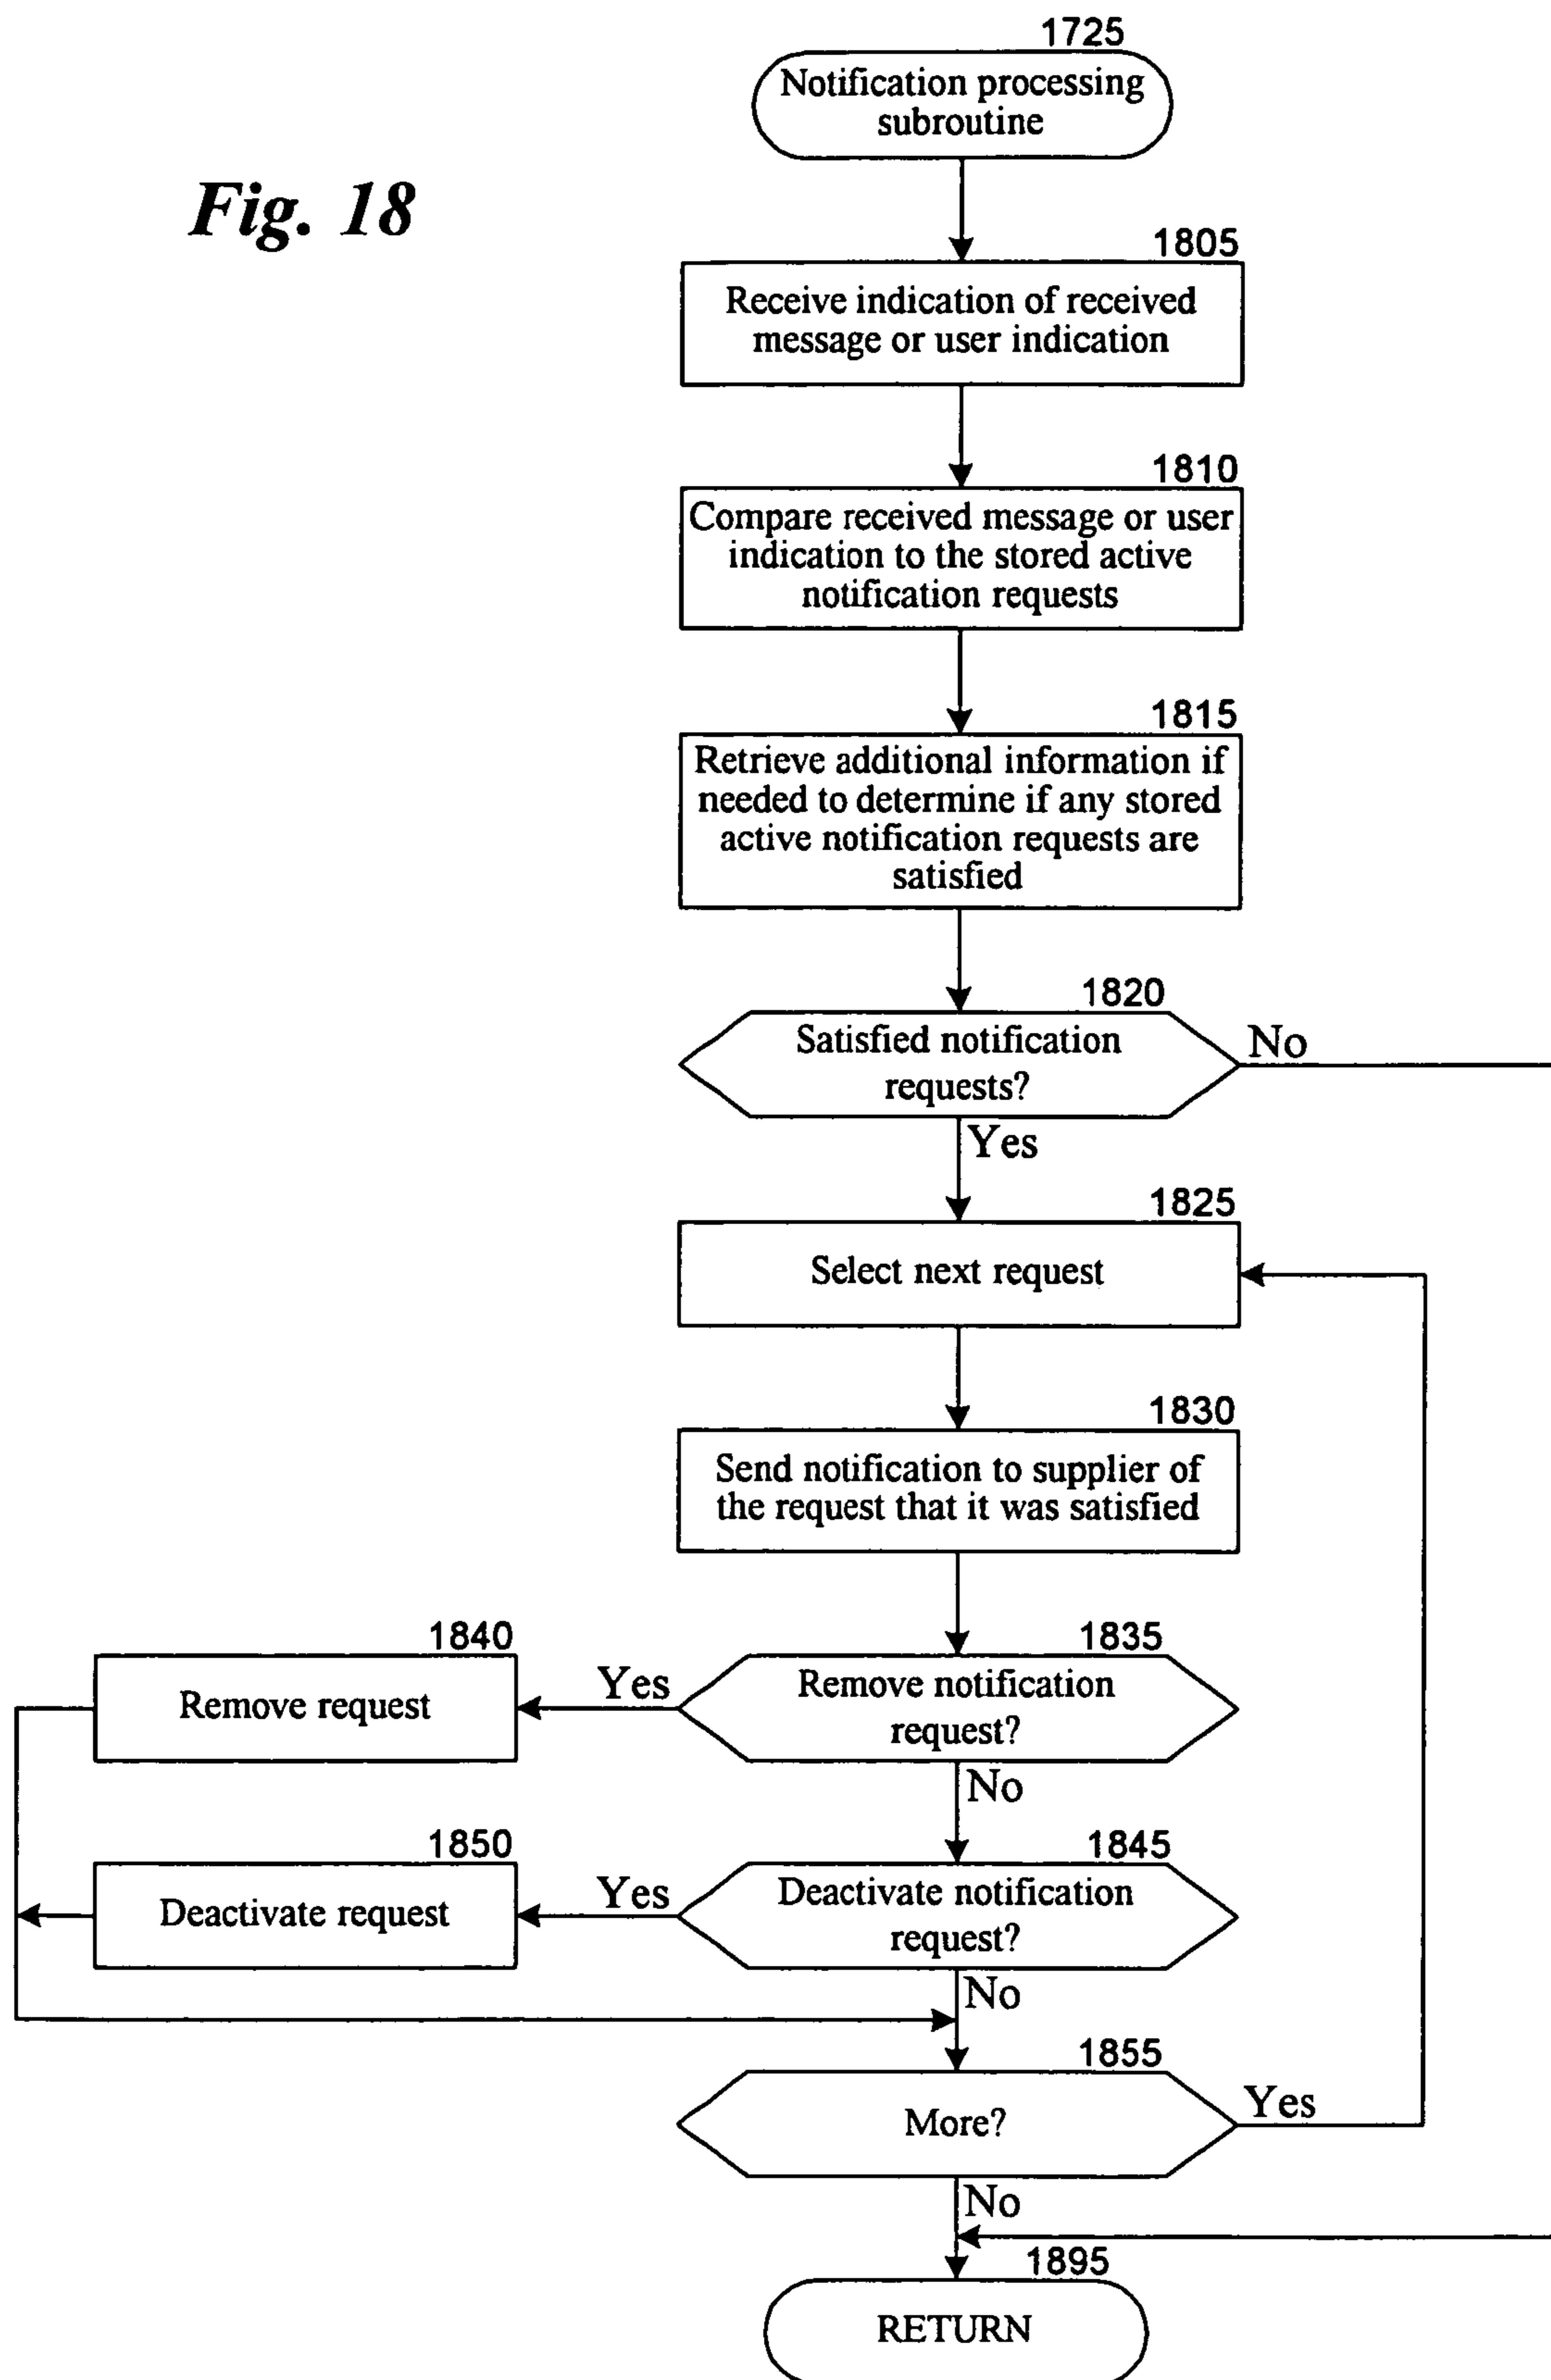 1725
Notification processing
subroutine
Fig. 18
1805
Receive indication of received
message or user indication
1810
Compare received message or user
indication to the stored active
notification requests
1815
Retrieve additional information if
needed to determine if any stored
active notification requests are
satisfied
1820
Satisfied notification
requests?
No
Yes
1825
Select next request
1830
Send notification to supplier of
the request that it was satisfied
1840
Remove request
Yes
1835
Remove notification
request?
No
1850
Deactivate request
Yes
1845
Deactivate notification
request?
No
1855
More?
Yes
No
1895
RETURN